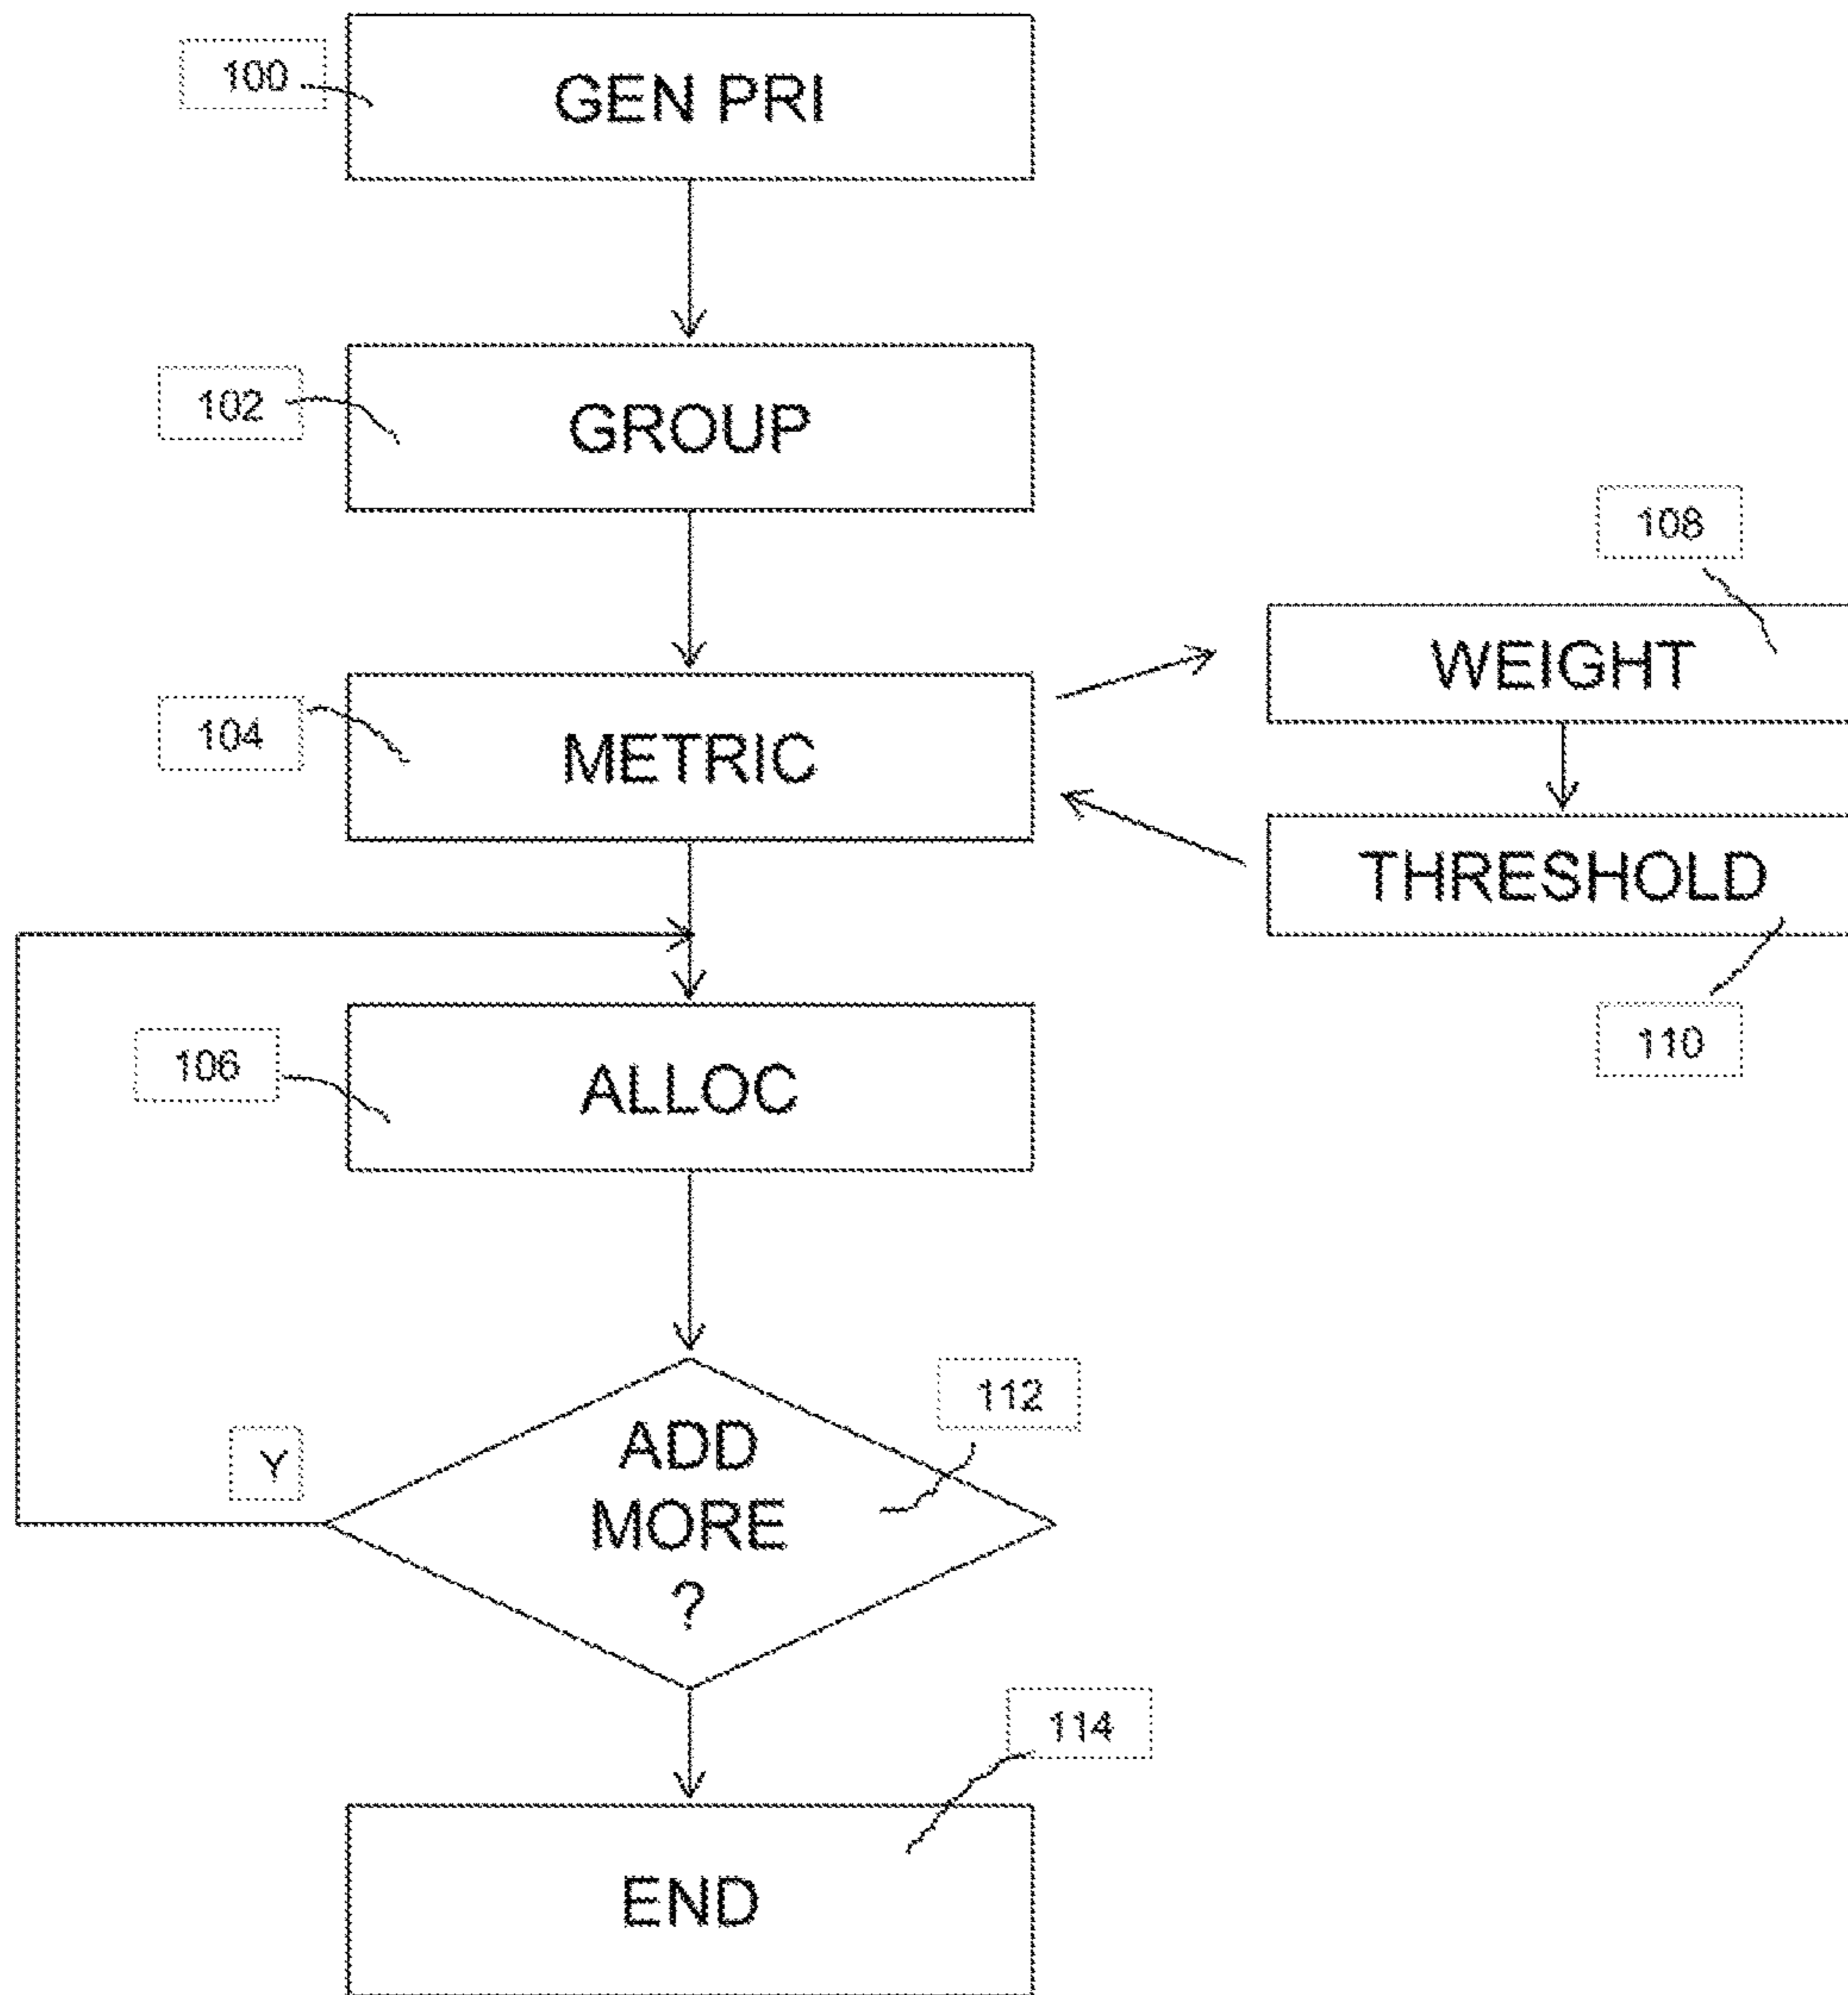 100
GEN PRI
102
GROUP
108
WEIGHT
104
METRIC
THRESHOLD
110
106
ALLOC
112
ADD
MORE
?
Y
114
END